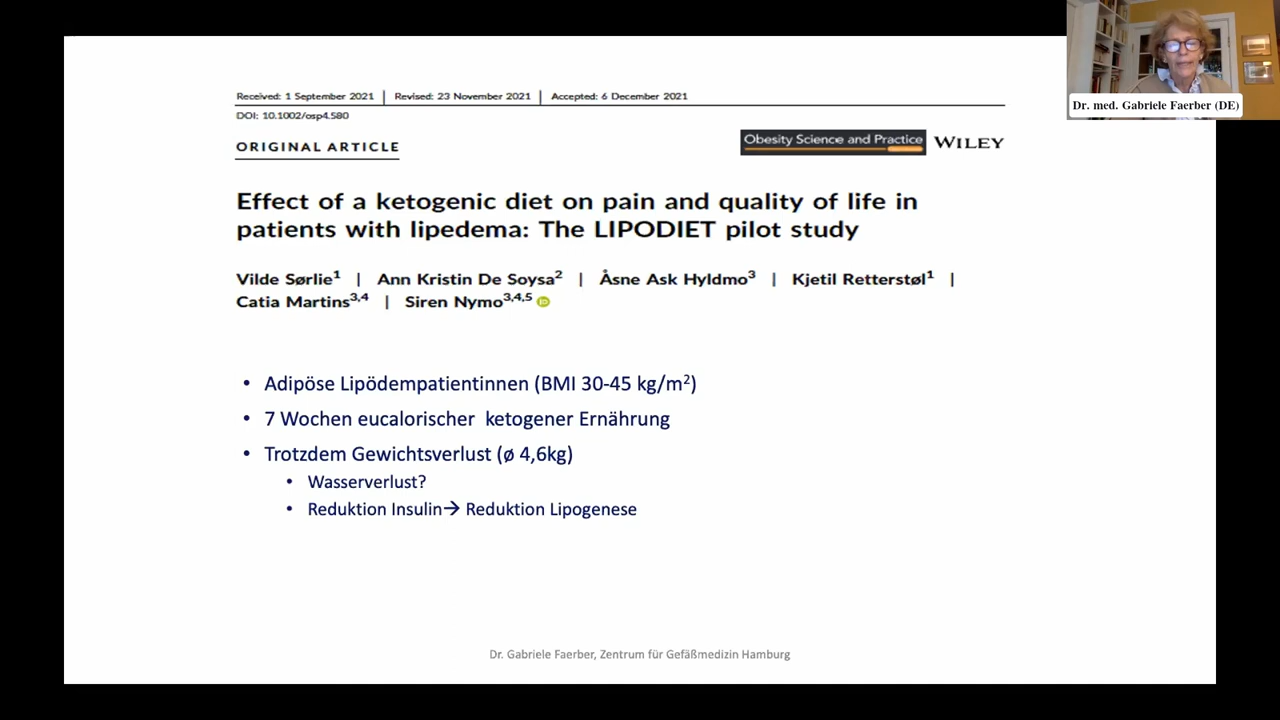 Dr. med. Gabriele Faerber (DE)
Received: 1 September 2021 | Revised: 23 November 2021 | Accepted: 6 December 2021
DOI: 10.1002/osp4.580
ORIGINAL ARTICLE
Obesity Science and Practice WILEY
Effect of a ketogenic diet on pain and quality of life in
patients with lipedema: The LIPODIET pilot study
Vilde Sørlie¹ | Ann Kristin De Soysa² | Åsne Ask Hyldmo³ | Kjetil Retterstøl¹ |
Catia Martins³,⁴ | Siren Nymo³,⁴,⁵ iD
• Adipöse Lipödempatientinnen (BMI 30-45 kg/m²)
• 7 Wochen eucalorischer ketogener Ernährung
• Trotzdem Gewichtsverlust (ø 4,6kg)
• Wasserverlust?
• Reduktion Insulin→ Reduktion Lipogenese
Dr. Gabriele Faerber, Zentrum für Gefäßmedizin Hamburg